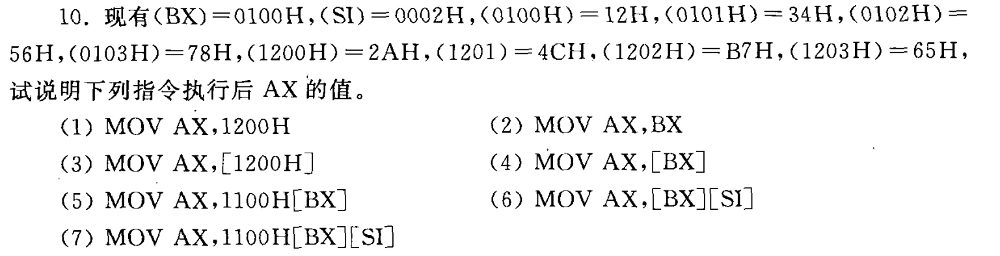 10. 现有(BX)=0100H,(SI)=0002H,(0100H)=12H,(0101H)=34H,(0102H)=
56H,(0103H)=78H,(1200H)=2AH,(1201)=4CH,(1202H)=B7H,(1203H)=65H,
试说明下列指令执行后 AX 的值。
(1) MOV AX,1200H (2) MOV AX,BX
(3) MOV AX,[1200H] (4) MOV AX,[BX]
(5) MOV AX,1100H[BX] (6) MOV AX,[BX][SI]
(7) MOV AX,1100H[BX][SI]